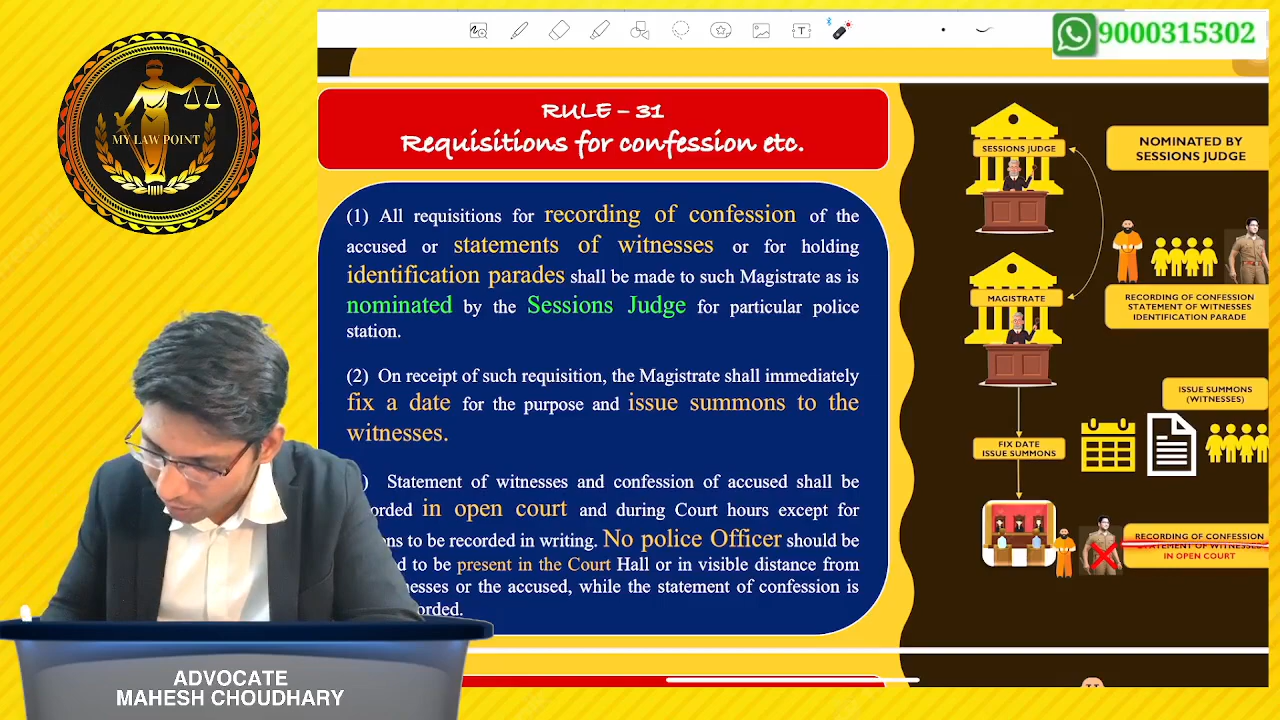 9000315302
MY LAW POINT
RULE – 31
Requisitions for confession etc.
(1) All requisitions for recording of confession of the
accused or statements of witnesses or for holding
identification parades shall be made to such Magistrate as is
nominated by the Sessions Judge for particular police
station.
(2) On receipt of such requisition, the Magistrate shall immediately
fix a date for the purpose and issue summons to the
witnesses.
Statement of witnesses and confession of accused shall be
in open court and during Court hours except for
to be recorded in writing. No police Officer should be
to be present in the Court Hall or in visible distance from
or the accused, while the statement of confession is
SESSIONS JUDGE
NOMINATED BY
SESSIONS JUDGE
MAGISTRATE
RECORDING OF CONFESSION
STATEMENT OF WITNESSES
IDENTIFICATION PARADE
ISSUE SUMMONS
(WITNESSES)
FIX DATE
ISSUE SUMMONS
RECORDING OF CONFESSION
STATEMENT OF WITNESSES
IN OPEN COURT
ADVOCATE
MAHESH CHOUDHARY